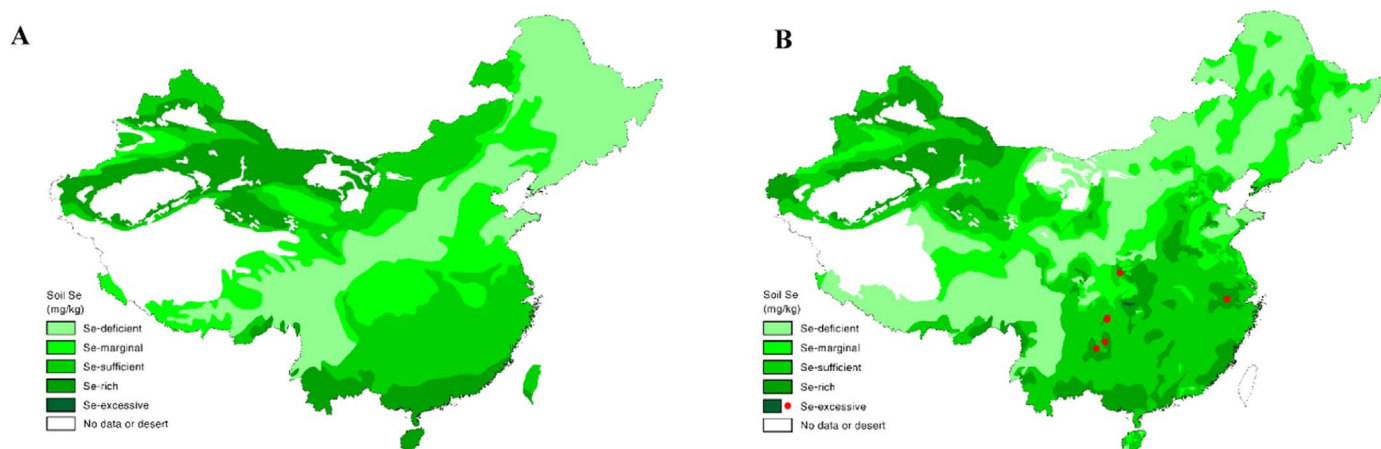 A
Soil Se
(mg/kg)
Se-deficient
Se-marginal
Se-sufficient
Se-rich
Se-excessive
No data or desert
B
Soil Se
(mg/kg)
Se-deficient
Se-marginal
Se-sufficient
Se-rich
Se-excessive
No data or desert